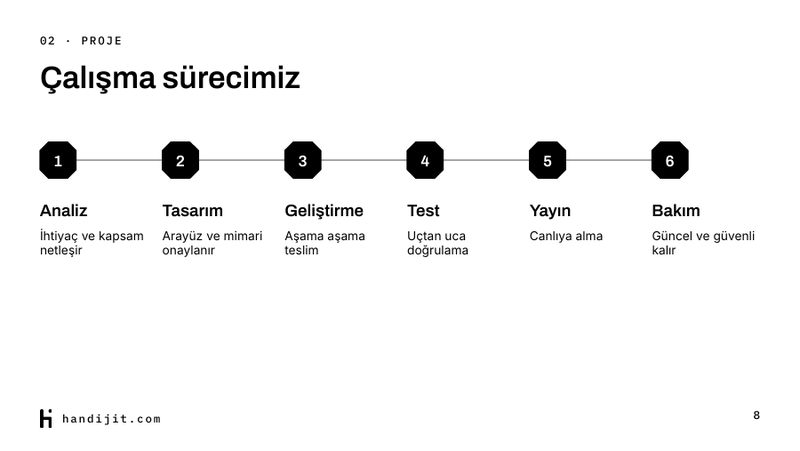 02 · PROJE
Çalışma sürecimiz
1 2 3 4 5 6
Analiz Tasarım Geliştirme Test Yayın Bakım
İhtiyaç ve kapsam netleşir
Arayüz ve mimari onaylanır
Aşama aşama teslim
Uçtan uca doğrulama
Canlıya alma
Güncel ve güvenli kalır
handijit.com
8